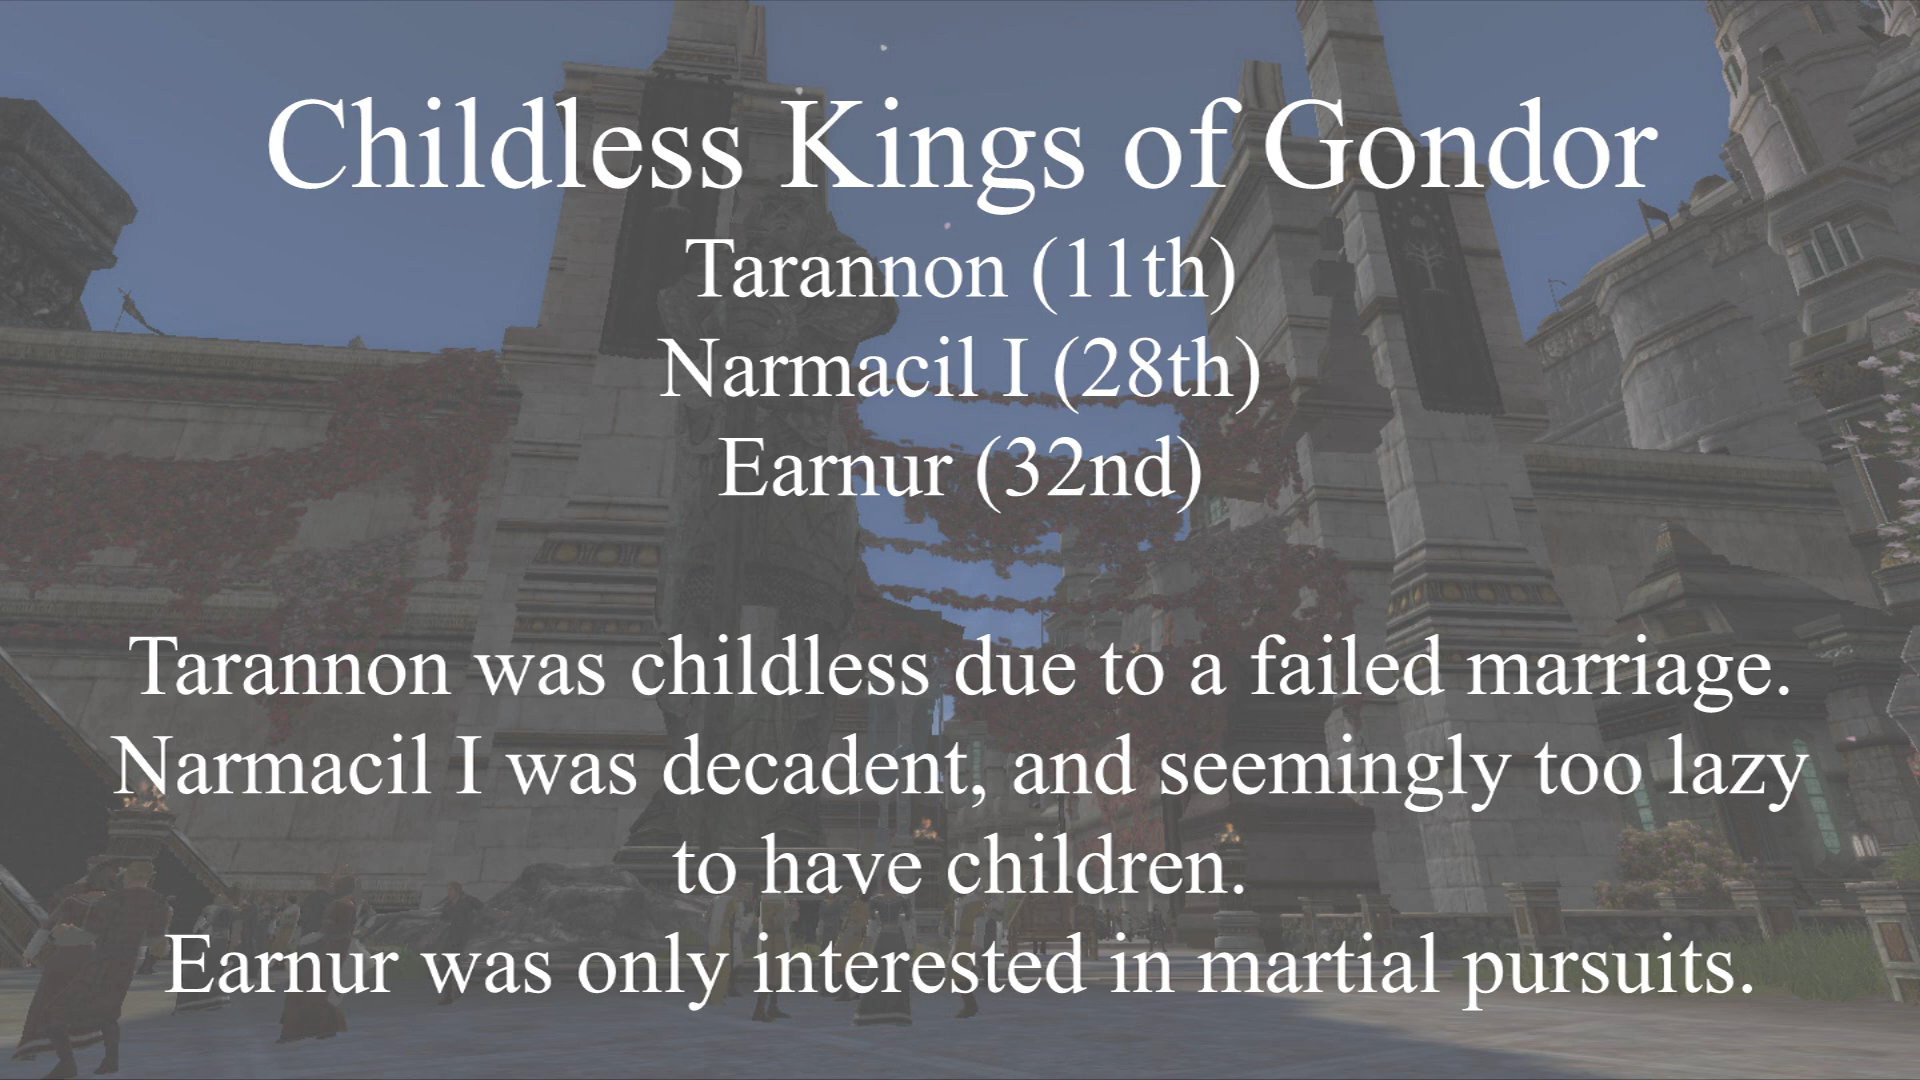 Childless Kings of Gondor
Tarannon (11th)
Narmacil I (28th)
Earnur (32nd)
Tarannon was childless due to a failed marriage.
Narmacil I was decadent, and seemingly too lazy
to have children.
Earnur was only interested in martial pursuits.